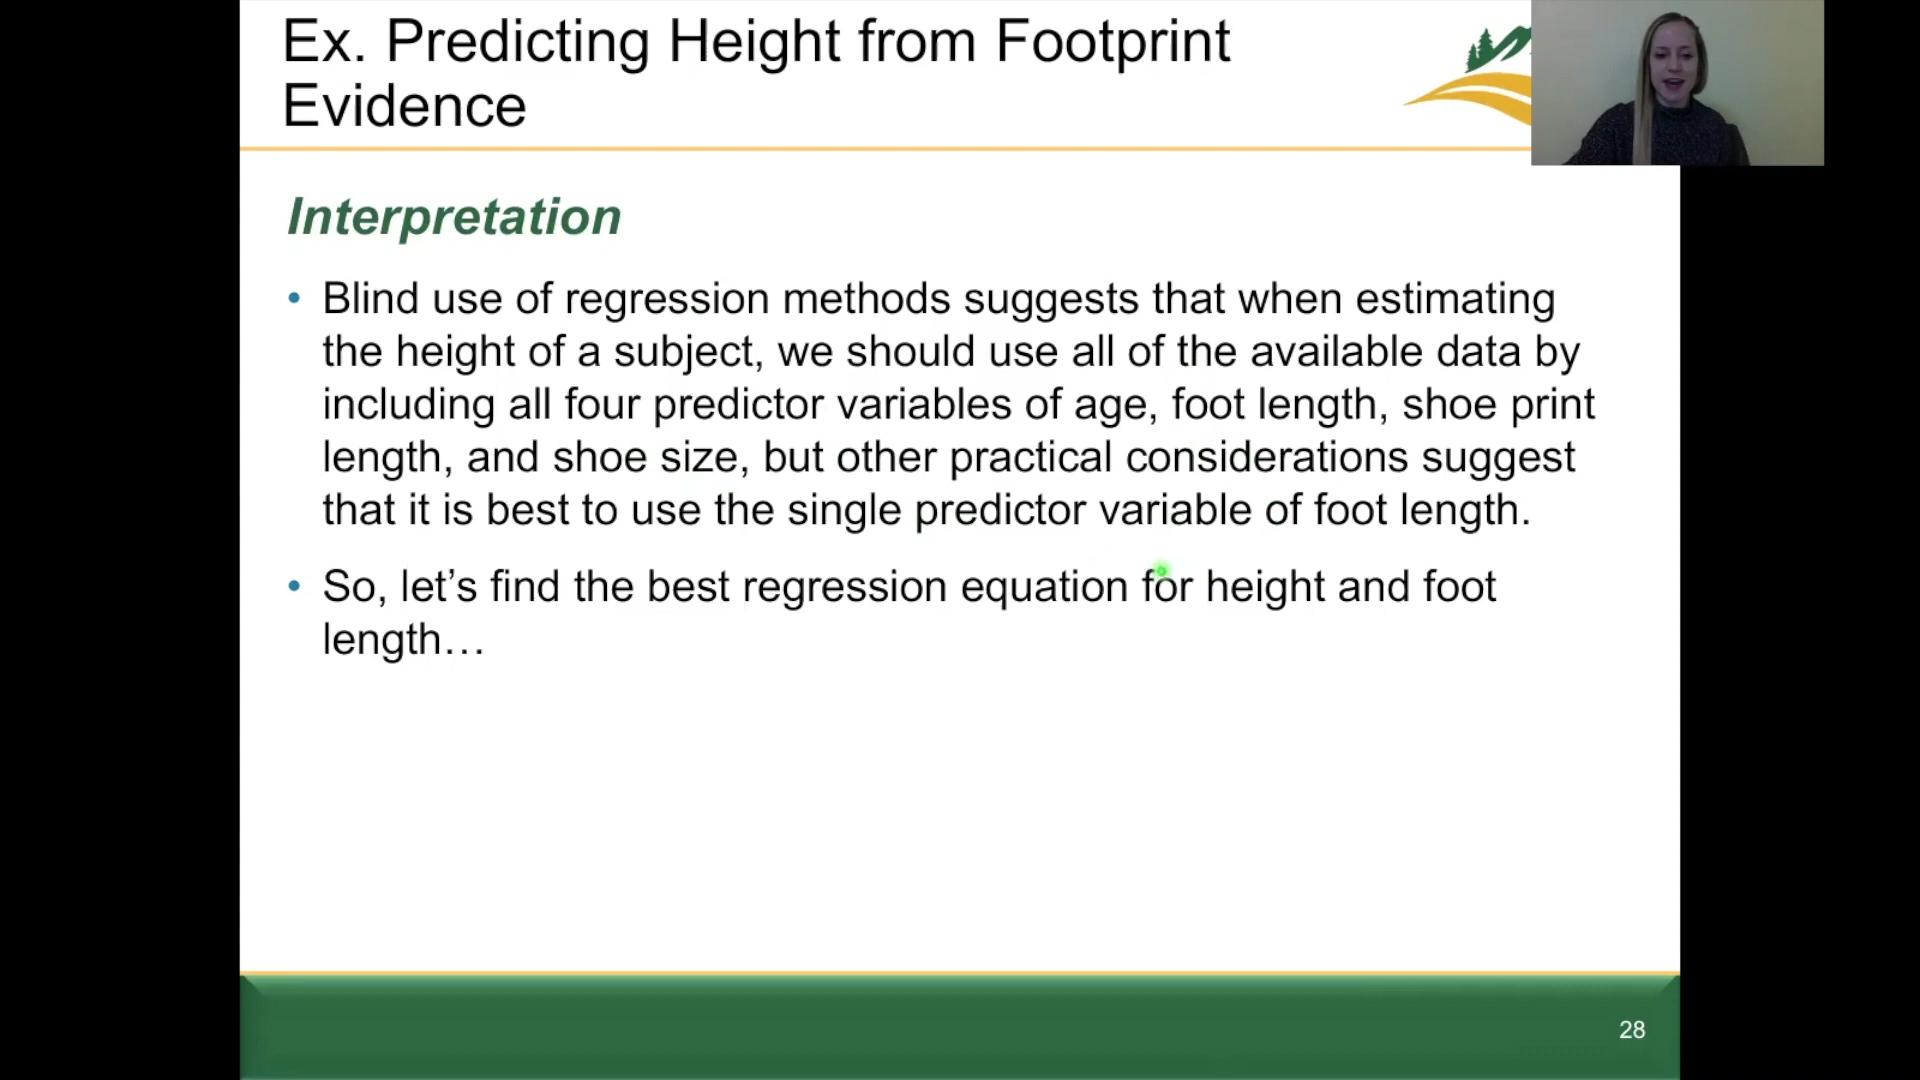 Ex. Predicting Height from Footprint
Evidence
Interpretation
• Blind use of regression methods suggests that when estimating
the height of a subject, we should use all of the available data by
including all four predictor variables of age, foot length, shoe print
length, and shoe size, but other practical considerations suggest
that it is best to use the single predictor variable of foot length.
• So, let’s find the best regression equation for height and foot
length…
28